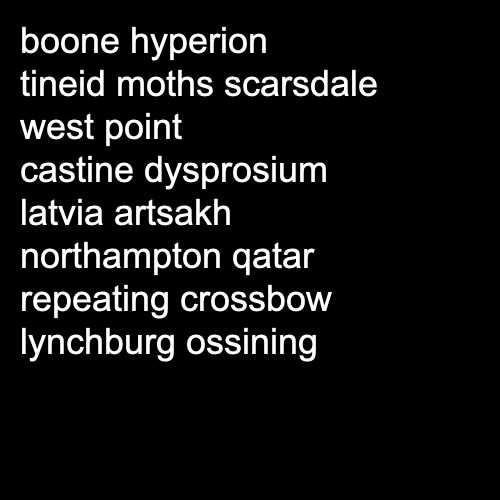 boone hyperion
tineid moths scarsdale
west point
castine dysprosium
latvia artsakh
northampton qatar
repeating crossbow
lynchburg ossining